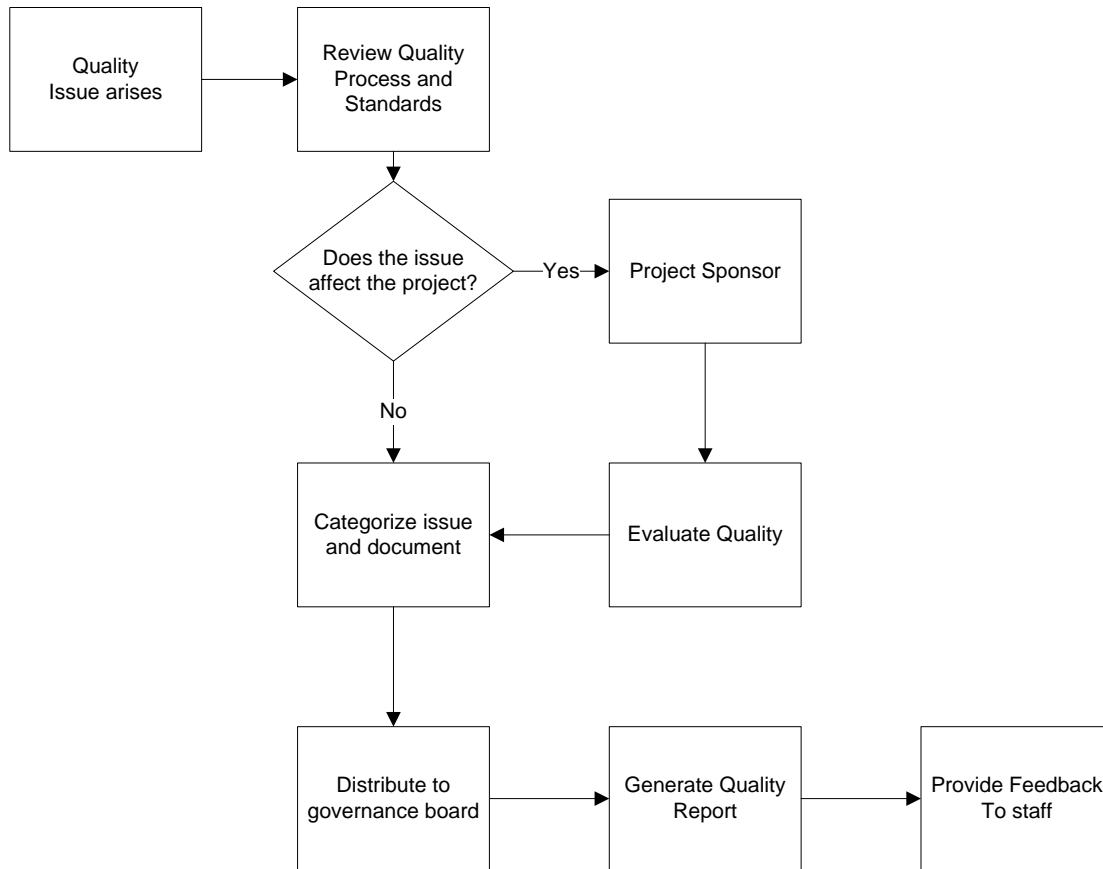 Quality
Issue arises
Review Quality
Process and
Standards
Does the issue
affect the project?
Yes
Project Sponsor
No
Categorize issue
and document
Evaluate Quality
Distribute to
governance board
Generate Quality
Report
Provide Feedback
To staff